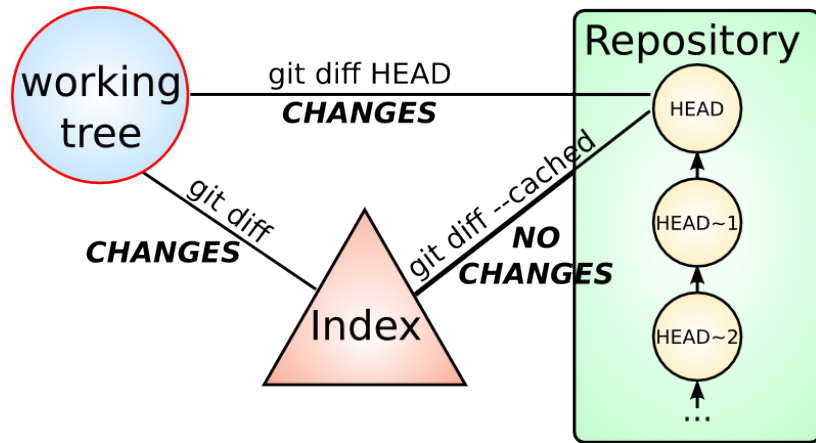 Repository
working
tree
git diff HEAD
CHANGES
HEAD
git diff
CHANGES
git diff --cached
NO
CHANGES
HEAD~1
Index
HEAD~2
...